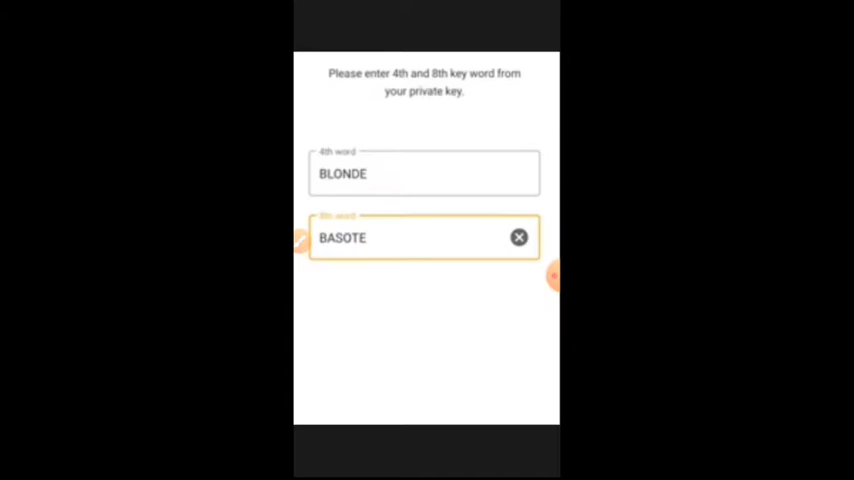 Please enter 4th and 8th key word from
your private key.
4th word
BLONDE
8th word
BASOTE